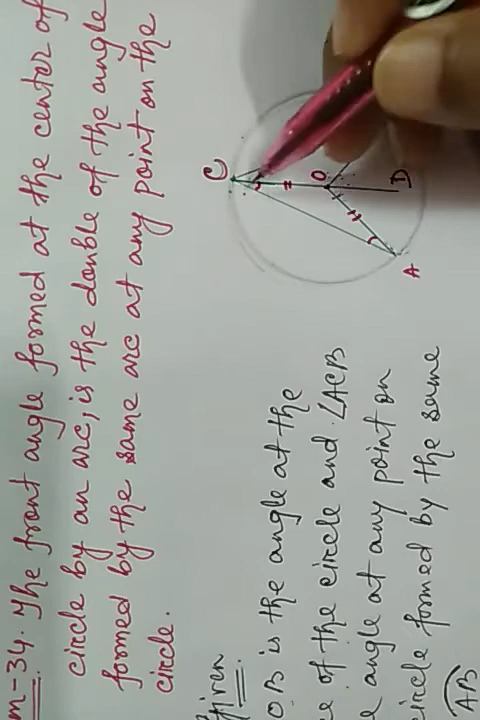 m-34. The front angle formed at the center of
circle by an arc, is the double of the angle
formed by the same arc at any point on the
circle.
Given
OB is the angle at the
of the circle and ∠ACB
angle at any point on
circle formed by the same
AB
C
O
D
A